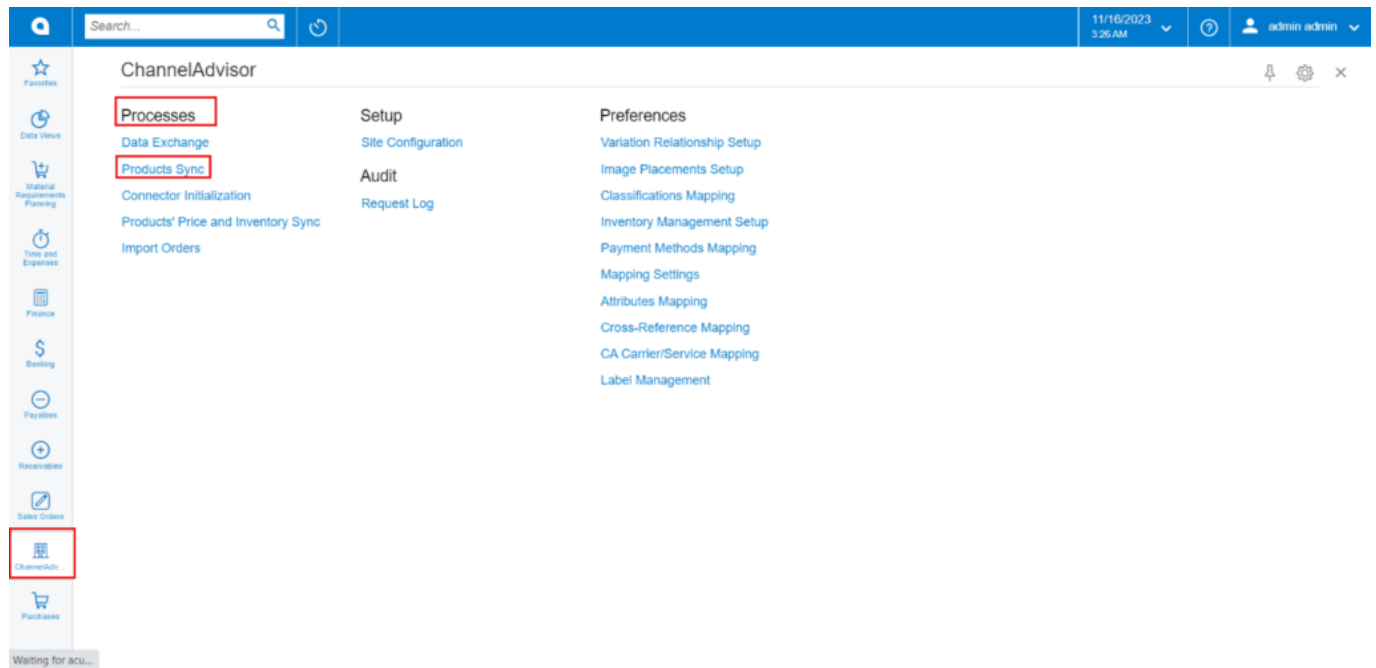 Search...
11/16/2023
3:26 AM
admin admin
Favorites
Data Views
Material
Requirements
Planning
Time and
Expenses
Finance
Banking
Payables
Receivables
Sales Orders
ChannelAdv...
Purchases
Waiting for acu...
ChannelAdvisor
Processes
Data Exchange
Products Sync
Connector Initialization
Products' Price and Inventory Sync
Import Orders
Setup
Site Configuration
Audit
Request Log
Preferences
Variation Relationship Setup
Image Placements Setup
Classifications Mapping
Inventory Management Setup
Payment Methods Mapping
Mapping Settings
Attributes Mapping
Cross-Reference Mapping
CA Carrier/Service Mapping
Label Management